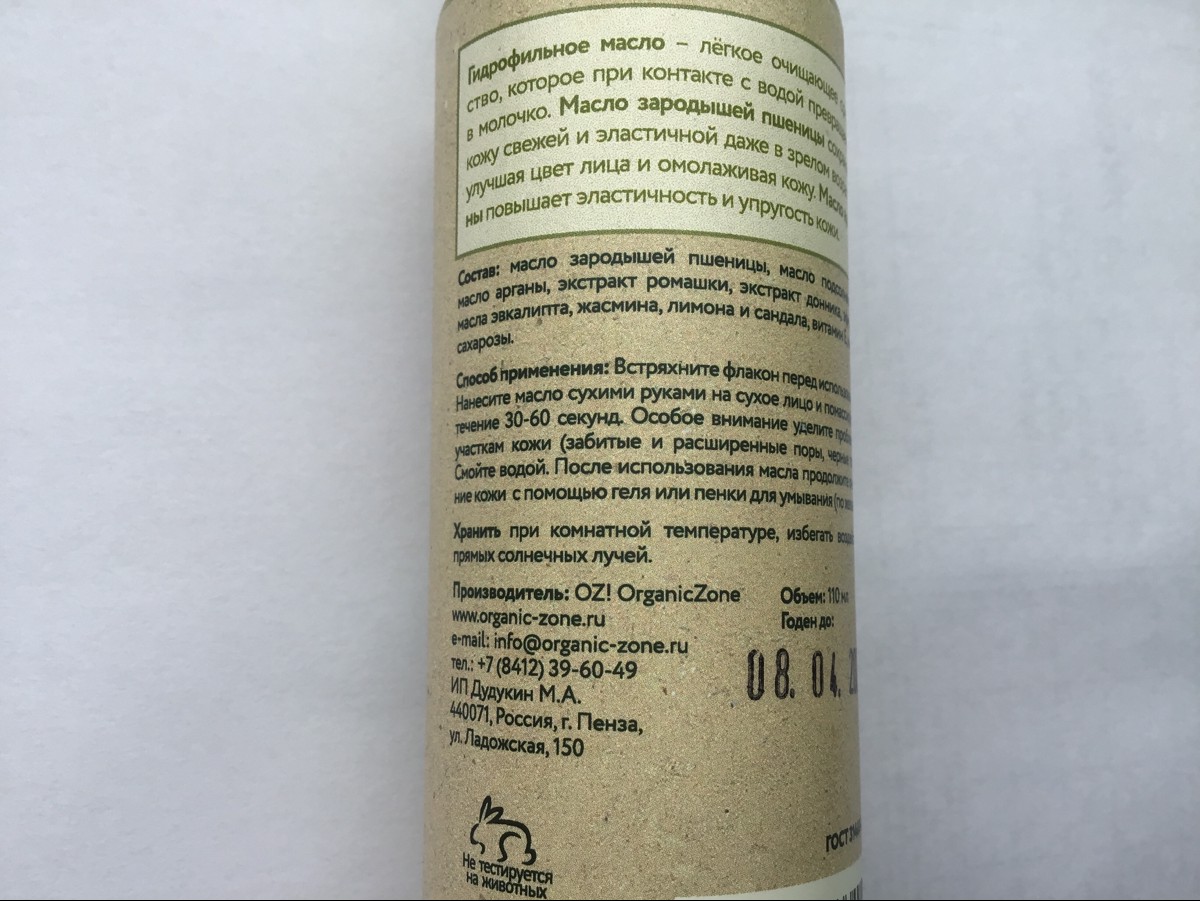 Гидрофильное масло – лёгкое очищающее
ство, которое при контакте с водой
в молочко. Масло зародышей пшеницы
кожу свежей и эластичной даже в зрелом
улучшая цвет лица и омолаживая кожу. Масло
ны повышает эластичность и упругость кожи.
Состав: масло зародышей пшеницы, масло
масло арганы, экстракт ромашки, экстракт донника,
масла эвкалипта, жасмина, лимона и сандала, витамин
сахарозы.
Способ применения: Встряхните флакон перед
Нанесите масло сухими руками на сухое лицо и
течение 30-60 секунд. Особое внимание уделите
участкам кожи (забитые и расширенные поры,
Смойте водой. После использования масла
ние кожи с помощью геля или пенки для умывания (по
Хранить при комнатной температуре, избегать
прямых солнечных лучей.
Производитель: OZ! OrganicZone
www.organic-zone.ru
e-mail: info@organic-zone.ru
тел.: +7 (8412) 39-60-49
ИП Дудукин М.А.
440071, Россия, г. Пенза,
ул. Ладожская, 150
Объем: 110 мл
Годен до:
08. 04.
Не тестируется
на животных
ГОСТ